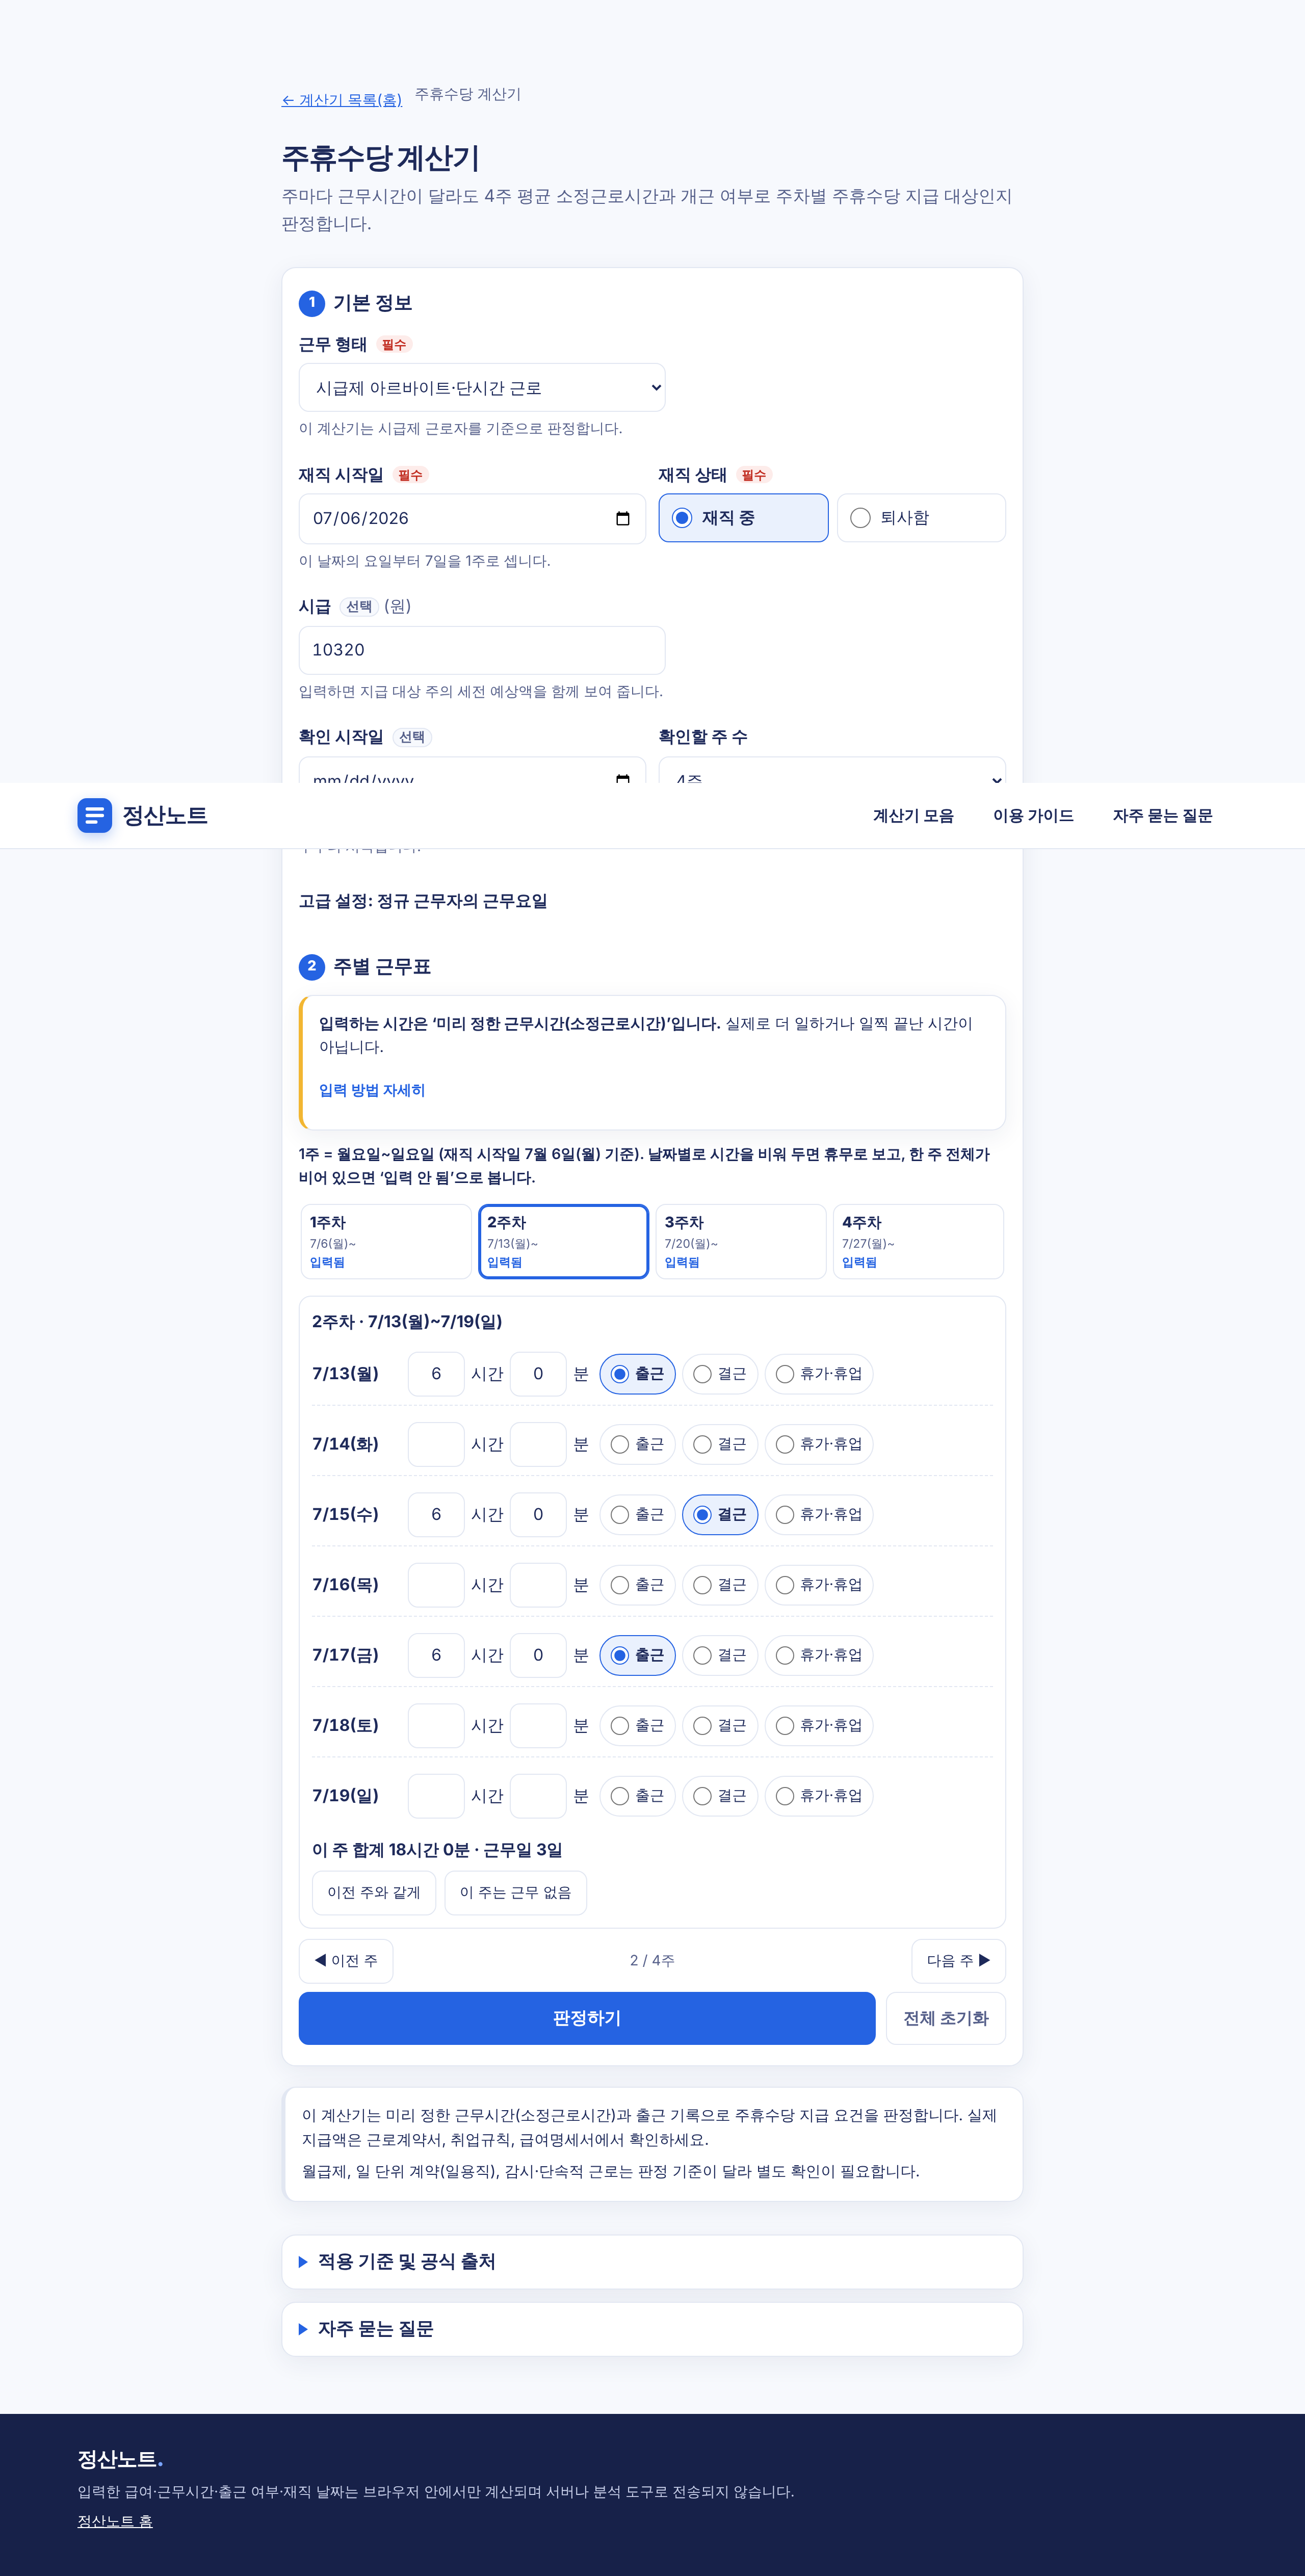 ← 계산기 목록(홈) 주휴수당 계산기
주휴수당 계산기
주마다 근무시간이 달라도 4주 평균 소정근로시간과 개근 여부로 주차별 주휴수당 지급 대상인지
판정합니다.
1 기본 정보
근무 형태 필수
시급제 아르바이트·단시간 근로
이 계산기는 시급제 근로자를 기준으로 판정합니다.
재직 시작일 필수 재직 상태 필수
07/06/2026 재직 중 퇴사함
이 날짜의 요일부터 7일을 1주로 셉니다.
시급 선택 (원)
10320
입력하면 지급 대상 주의 세전 예상액을 함께 보여 줍니다.
확인 시작일 선택 확인할 주 수
mm/dd/yyyy 4주
정산노트 계산기 모음 이용 가이드 자주 묻는 질문
고급 설정: 정규 근무자의 근무요일
2 주별 근무표
입력하는 시간은 ‘미리 정한 근무시간(소정근로시간)’입니다. 실제로 더 일하거나 일찍 끝난 시간이
아닙니다.
입력 방법 자세히
1주 = 월요일~일요일 (재직 시작일 7월 6일(월) 기준). 날짜별로 시간을 비워 두면 휴무로 보고, 한 주 전체가
비어 있으면 ‘입력 안 됨’으로 봅니다.
1주차 2주차 3주차 4주차
7/6(월)~ 7/13(월)~ 7/20(월)~ 7/27(월)~
입력됨 입력됨 입력됨 입력됨
2주차 · 7/13(월)~7/19(일)
7/13(월) 6 시간 0 분 출근 결근 휴가·휴업
7/14(화) 시간 분 출근 결근 휴가·휴업
7/15(수) 6 시간 0 분 출근 결근 휴가·휴업
7/16(목) 시간 분 출근 결근 휴가·휴업
7/17(금) 6 시간 0 분 출근 결근 휴가·휴업
7/18(토) 시간 분 출근 결근 휴가·휴업
7/19(일) 시간 분 출근 결근 휴가·휴업
이 주 합계 18시간 0분 · 근무일 3일
이전 주와 같게 이 주는 근무 없음
◀ 이전 주 2 / 4주 다음 주 ▶
판정하기 전체 초기화
이 계산기는 미리 정한 근무시간(소정근로시간)과 출근 기록으로 주휴수당 지급 요건을 판정합니다. 실제
지급액은 근로계약서, 취업규칙, 급여명세서에서 확인하세요.
월급제, 일 단위 계약(일용직), 감시·단속적 근로는 판정 기준이 달라 별도 확인이 필요합니다.
적용 기준 및 공식 출처
자주 묻는 질문
정산노트.
입력한 급여·근무시간·출근 여부·재직 날짜는 브라우저 안에서만 계산되며 서버나 분석 도구로 전송되지 않습니다.
정산노트 홈